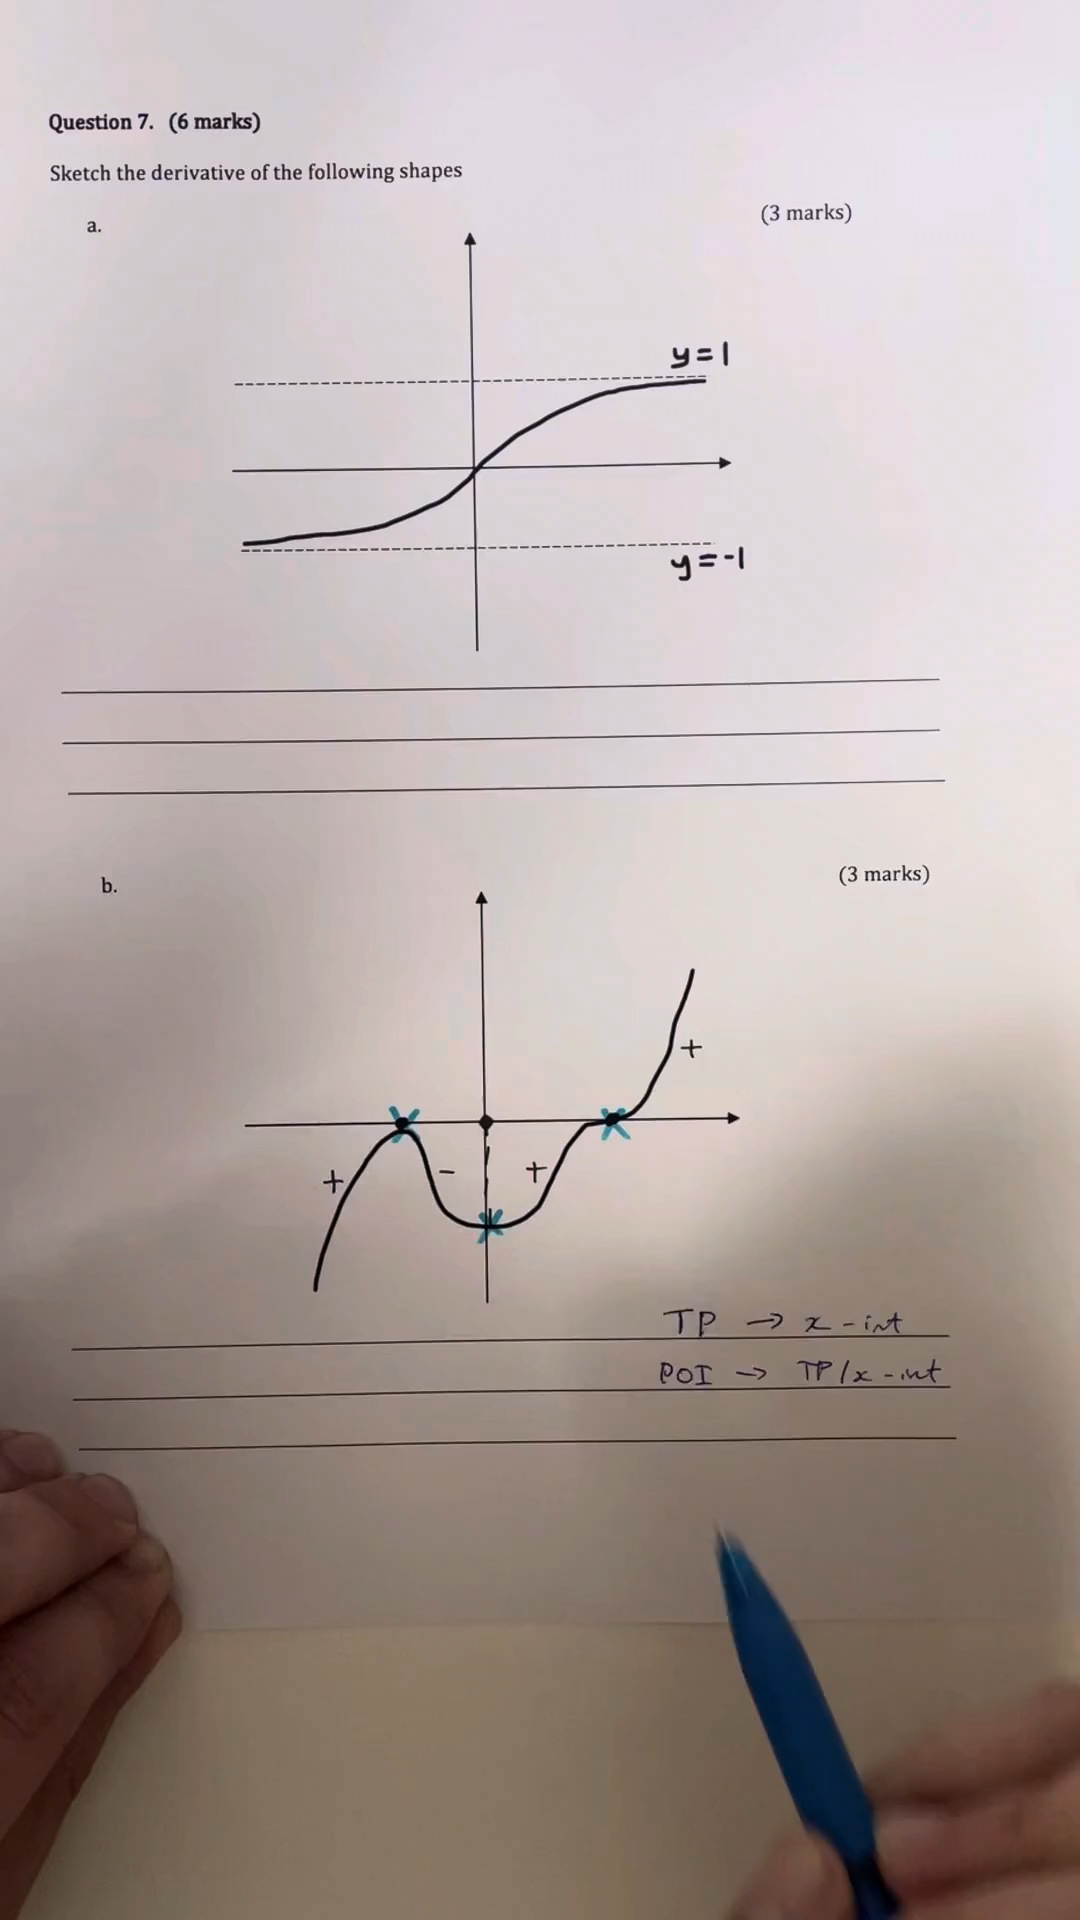 Question 7. (6 marks)
Sketch the derivative of the following shapes
(3 marks)
a.
y=1
y=-1
(3 marks)
b.
+
+ - +
TP → x-int
POI → TP/x-int